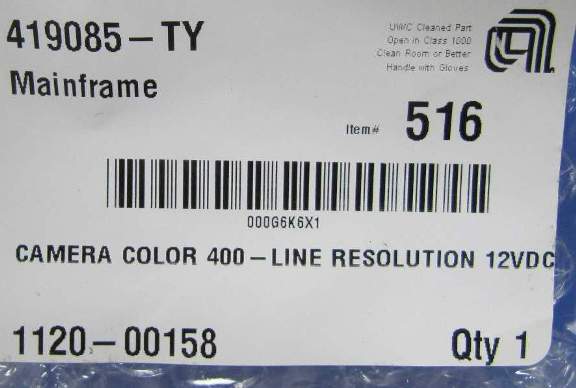 419085-TY
UWC Cleaned Part
Open in Class 1000
Clean Room or Better
Handle with Gloves
Mainframe
Item# 516
000G6K6X1
CAMERA COLOR 400-LINE RESOLUTION 12VDC
1120-00158
Qty 1